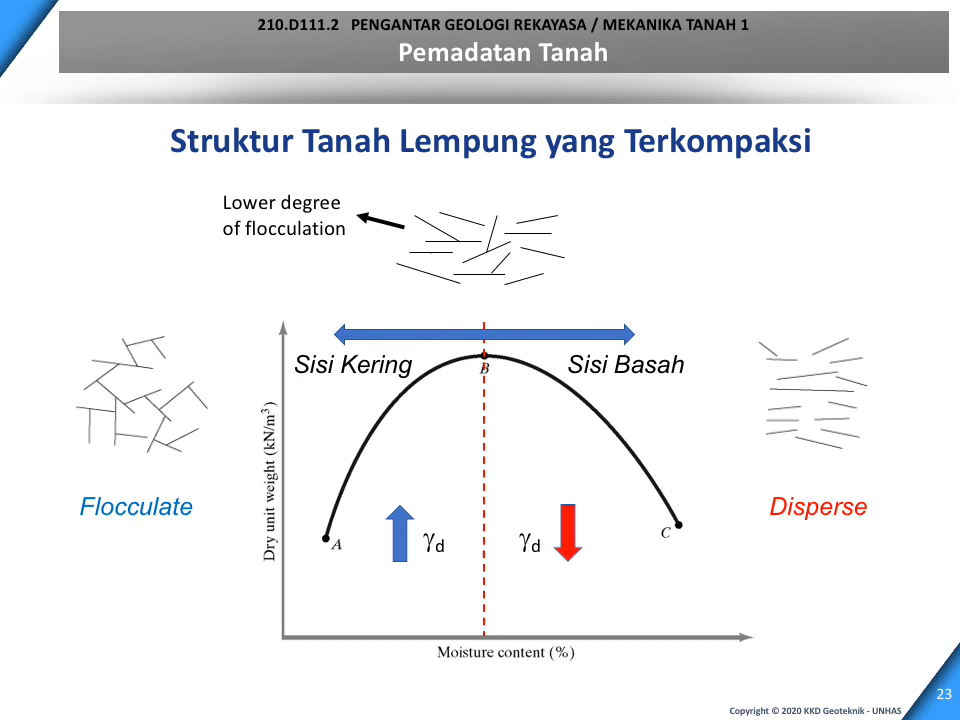 210.D111.2 PENGANTAR GEOLOGI REKAYASA / MEKANIKA TANAH 1
Pemadatan Tanah
Struktur Tanah Lempung yang Terkompaksi
Lower degree
of flocculation
Sisi Kering
B
Sisi Basah
Dry unit weight (kN/m³)
Flocculate
Disperse
A
γd
γd
C
Moisture content (%)
23
Copyright © 2020 KKD Geoteknik - UNHAS